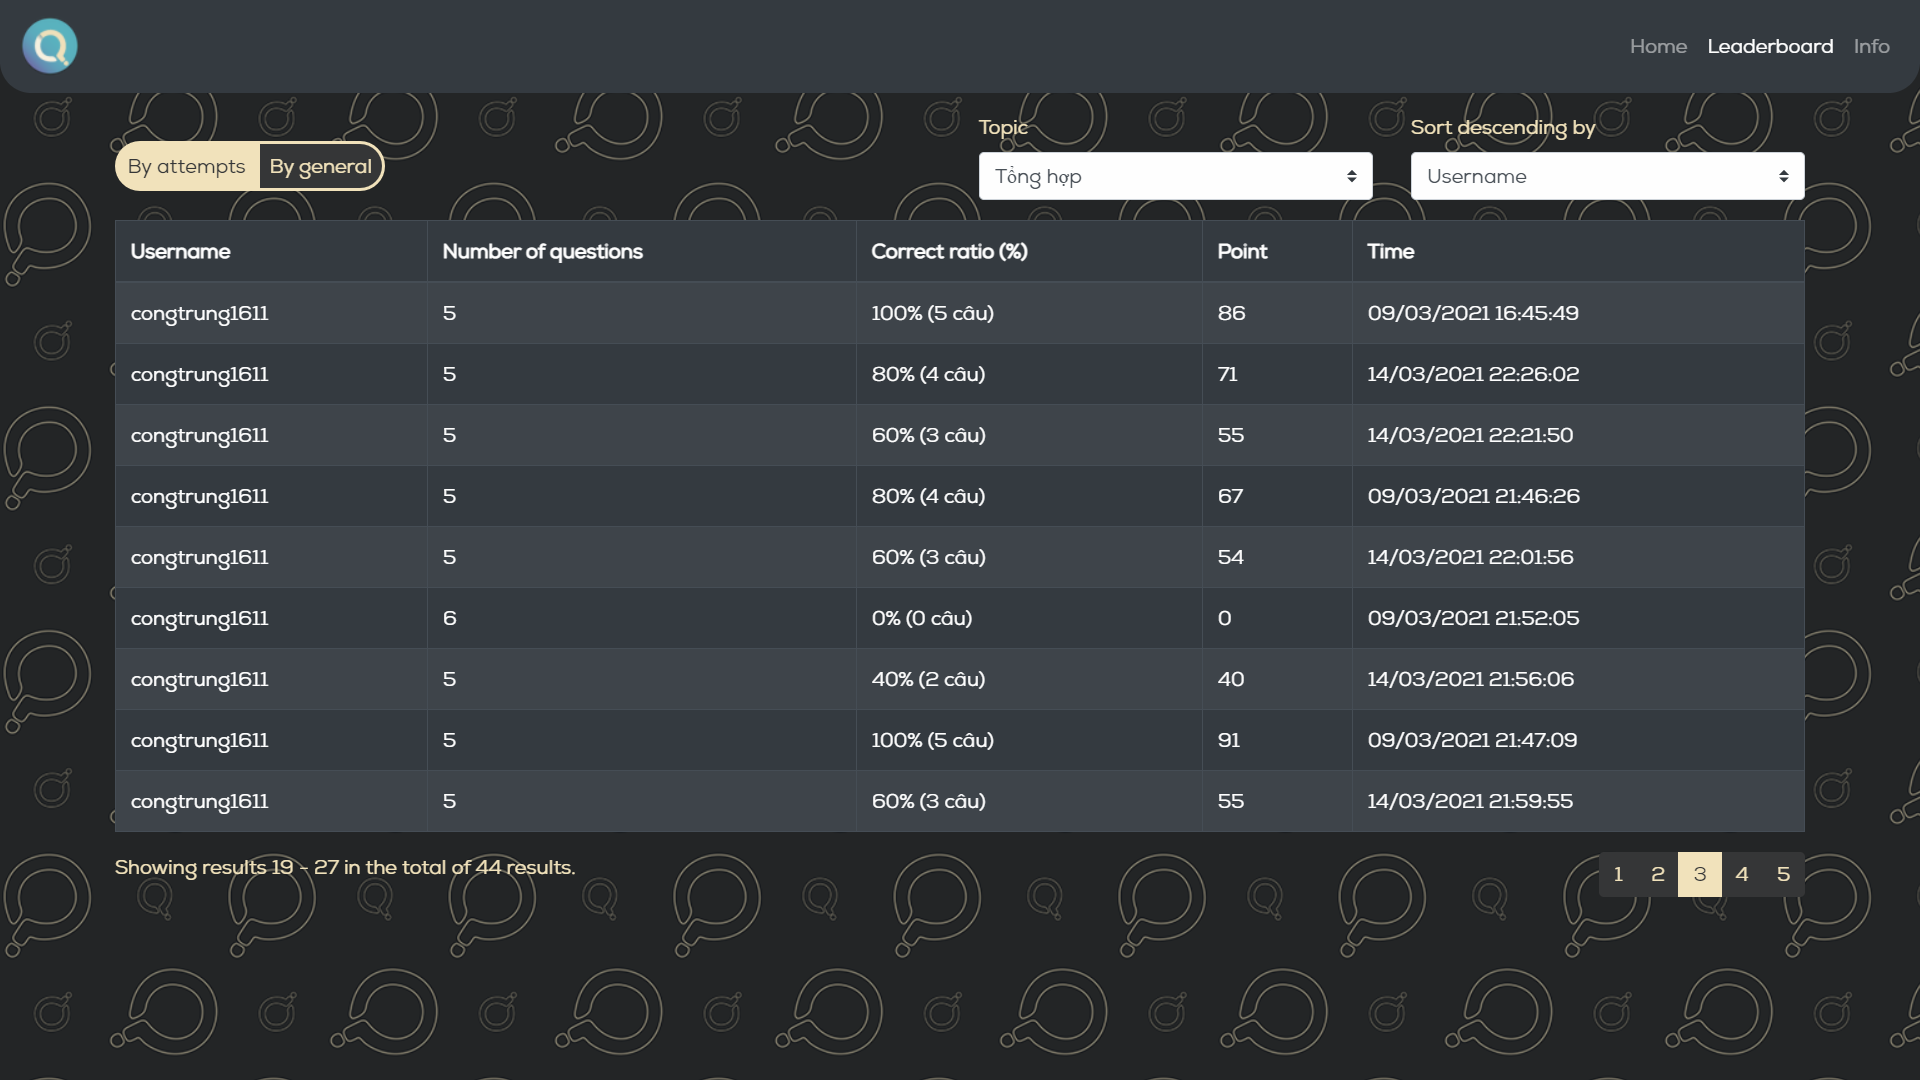 Home Leaderboard Info
Topic Sort descending by
By attempts By general
Tổng hợp Username
Username Number of questions Correct ratio (%) Point Time
congtrung1611 5 100% (5 câu) 86 09/03/2021 16:45:49
congtrung1611 5 80% (4 câu) 71 14/03/2021 22:26:02
congtrung1611 5 60% (3 câu) 55 14/03/2021 22:21:50
congtrung1611 5 80% (4 câu) 67 09/03/2021 21:46:26
congtrung1611 5 60% (3 câu) 54 14/03/2021 22:01:56
congtrung1611 6 0% (0 câu) 0 09/03/2021 21:52:05
congtrung1611 5 40% (2 câu) 40 14/03/2021 21:56:06
congtrung1611 5 100% (5 câu) 91 09/03/2021 21:47:09
congtrung1611 5 60% (3 câu) 55 14/03/2021 21:59:55
Showing results 19 - 27 in the total of 44 results.
1 2 3 4 5